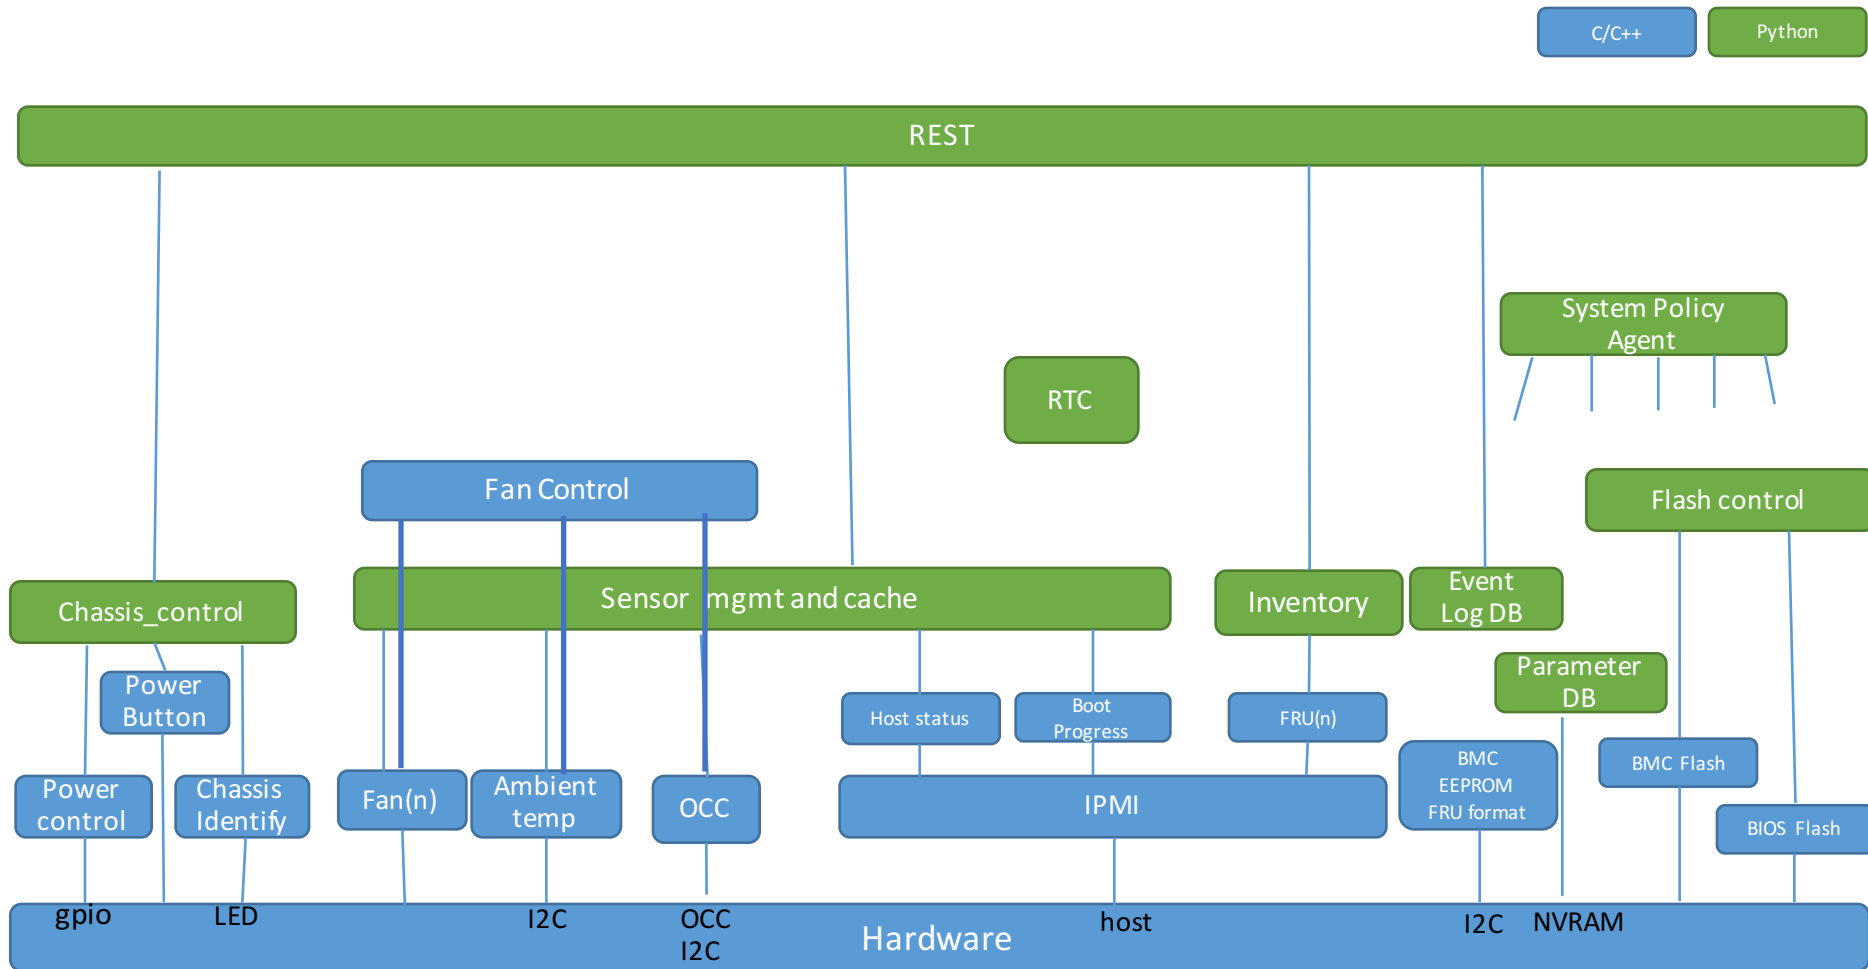 C/C++
Python
REST
System Policy
Agent
RTC
Fan Control
Flash control
Chassis_control
Sensor mgmt and cache
Inventory
Event
Log DB
Power
Button
Host status
Boot
Progress
FRU(n)
Parameter
DB
Power
control
Chassis
Identify
Fan(n)
Ambient
temp
OCC
IPMI
BMC
EEPROM
FRU format
BMC Flash
BIOS Flash
gpio
LED
I2C
OCC
I2C
host
I2C
NVRAM
Hardware